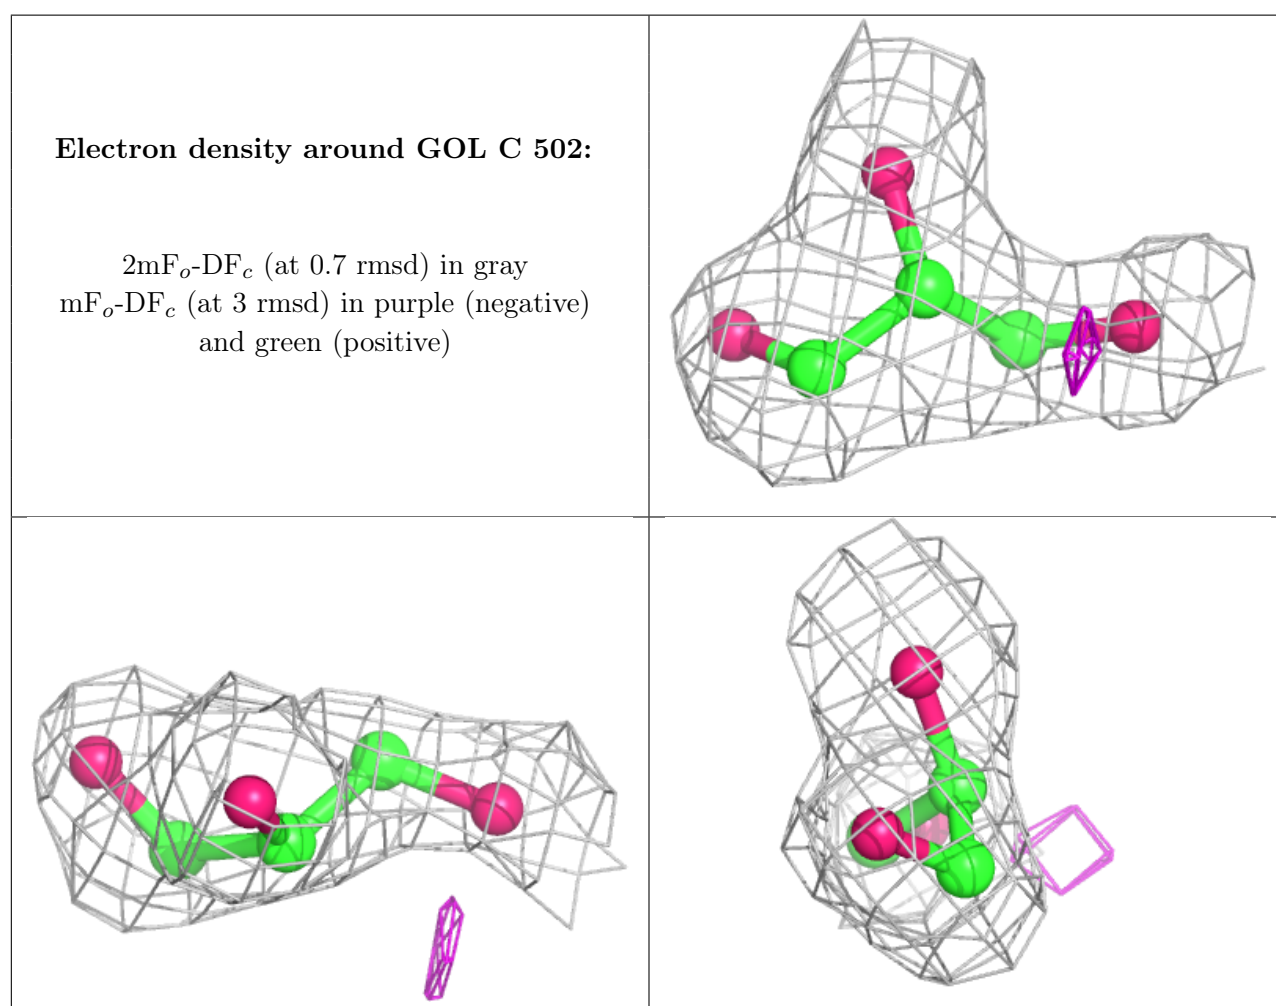 Electron density around GOL C 502:
2mFo-DFc (at 0.7 rmsd) in gray
mFo-DFc (at 3 rmsd) in purple (negative)
and green (positive)